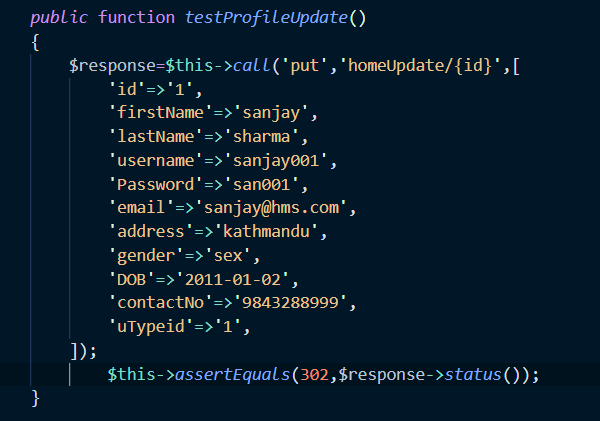 public function testProfileUpdate()
{
$response=$this->call('put','homeUpdate/{id}',[
'id'=>'1',
'firstName'=>'sanjay',
'lastName'=>'sharma',
'username'=>'sanjay001',
'Password'=>'san001',
'email'=>'sanjay@hms.com',
'address'=>'kathmandu',
'gender'=>'sex',
'DOB'=>'2011-01-02',
'contactNo'=>'9843288999',
'uTypeid'=>'1',
]);
$this->assertEquals(302,$response->status());
}